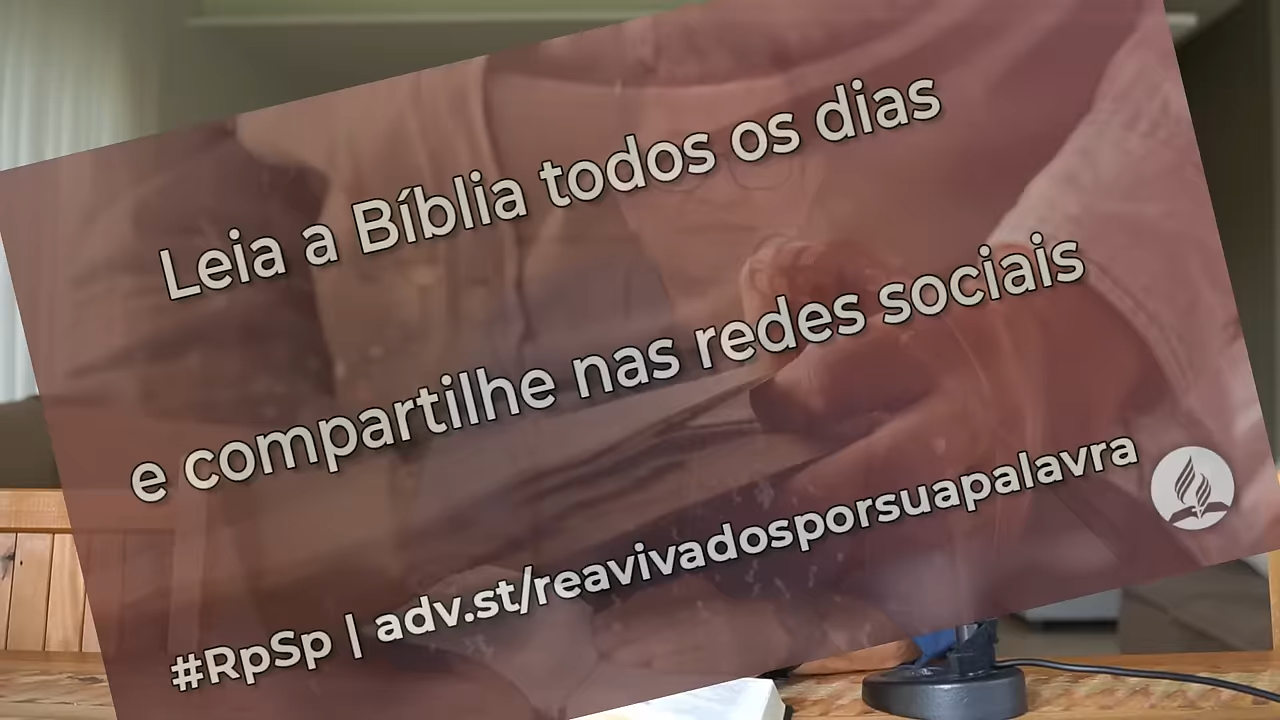 Leia a Bíblia todos os dias
e compartilhe nas redes sociais
#RpSp | adv.st/reavivadosporsuapalavra